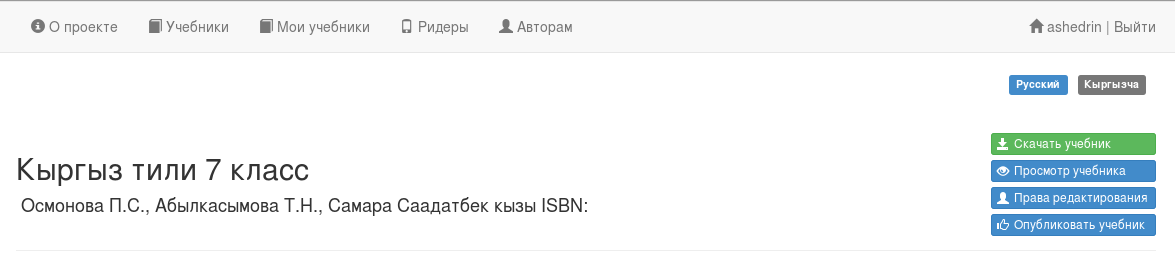 О проекте Учебники Мои учебники Ридеры Авторам ashedrin | Выйти
Русский Кыргызча
Скачать учебник
Кыргыз тили 7 класс
Просмотр учебника
Осмонова П.С., Абылкасымова Т.Н., Самара Саадатбек кызы ISBN:
Права редактирования
Опубликовать учебник